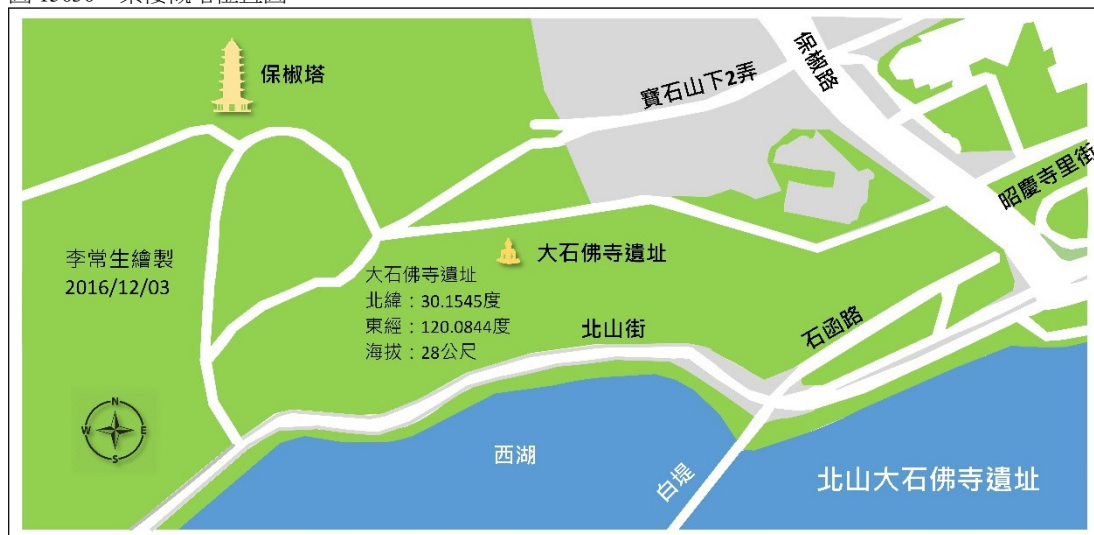 保椒塔
保椒路
寶石山下2弄
昭慶寺里街
大石佛寺遺址
李常生繪製
2016/12/03
大石佛寺遺址
北緯：30.1545度
東經：120.0844度
海拔：28公尺
北山街
石函路
N
W
E
S
西湖
白堤
北山大石佛寺遺址